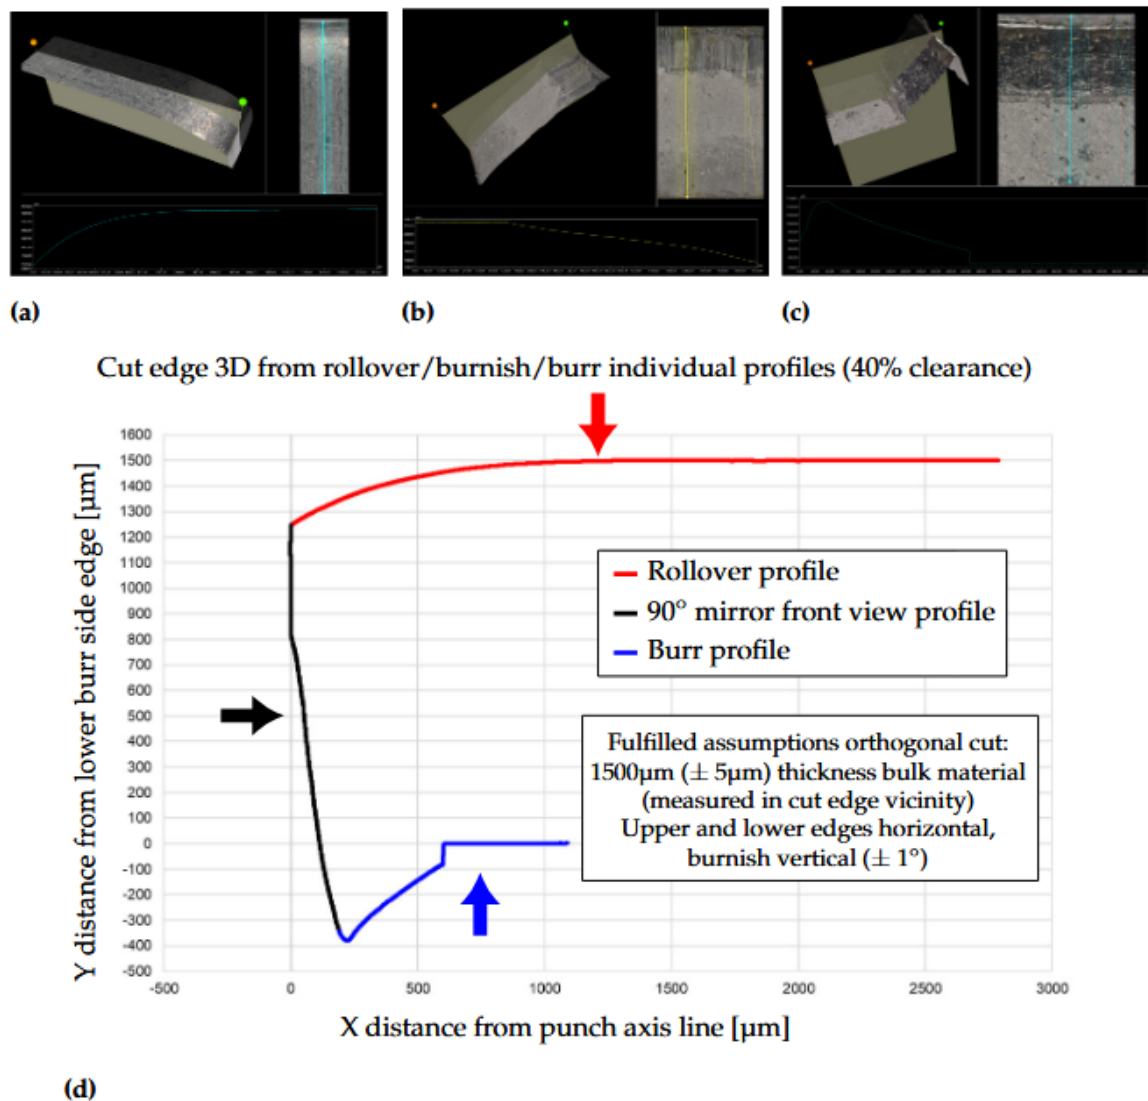 (a)
(b)
(c)
Cut edge 3D from rollover/burnish/burr individual profiles (40% clearance)
Y distance from lower burr side edge [µm]
1600
1500
1400
1300
1200
1100
1000
900
800
700
600
500
400
300
200
100
0
-100
-200
-300
-400
-500
Rollover profile
90° mirror front view profile
Burr profile
Fulfilled assumptions orthogonal cut:
1500µm (± 5µm) thickness bulk material
(measured in cut edge vicinity)
Upper and lower edges horizontal,
burnish vertical (± 1°)
-500
0
500
1000
1500
2000
2500
3000
X distance from punch axis line [µm]
(d)